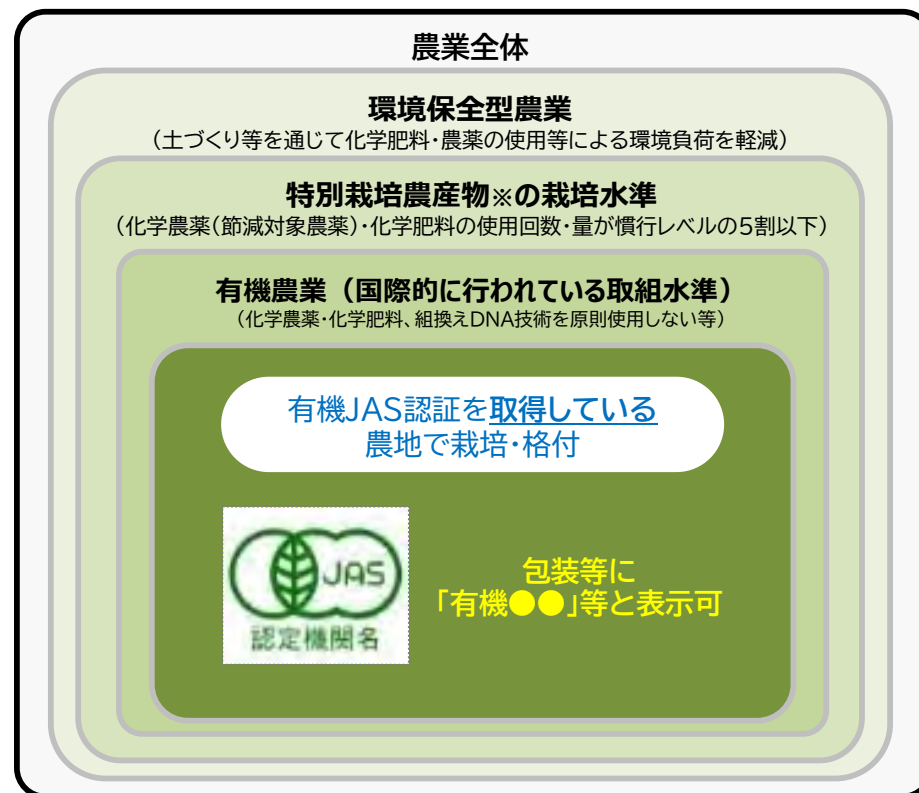 農業全体
環境保全型農業
（土づくり等を通じて化学肥料・農薬の使用等による環境負荷を軽減）
特別栽培農産物※の栽培水準
（化学農薬（節減対象農薬）・化学肥料の使用回数・量が慣行レベルの5割以下）
有機農業（国際的に行われている取組水準）
（化学農薬・化学肥料、組換えDNA技術を原則使用しない等）
有機JAS認証を取得している
農地で栽培・格付
JAS
認定機関名
包装等に
「有機●●」等と表示可